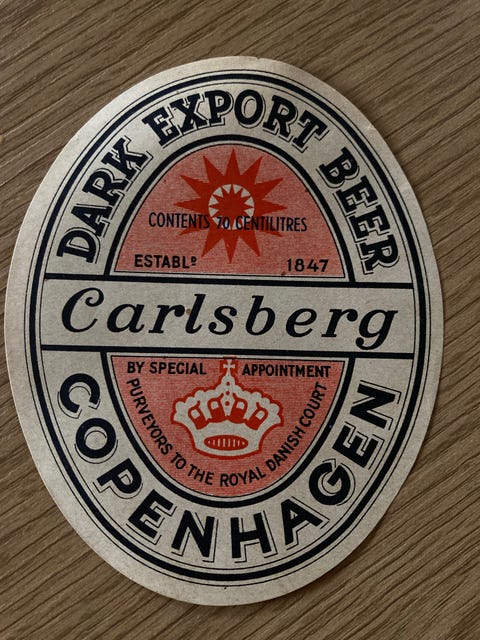 DARK EXPORT BEER
CONTENTS 70 CENTILITRES
ESTABLD 1847
Carlsberg
BY SPECIAL APPOINTMENT
PURVEYORS TO THE ROYAL DANISH COURT
COPENHAGEN